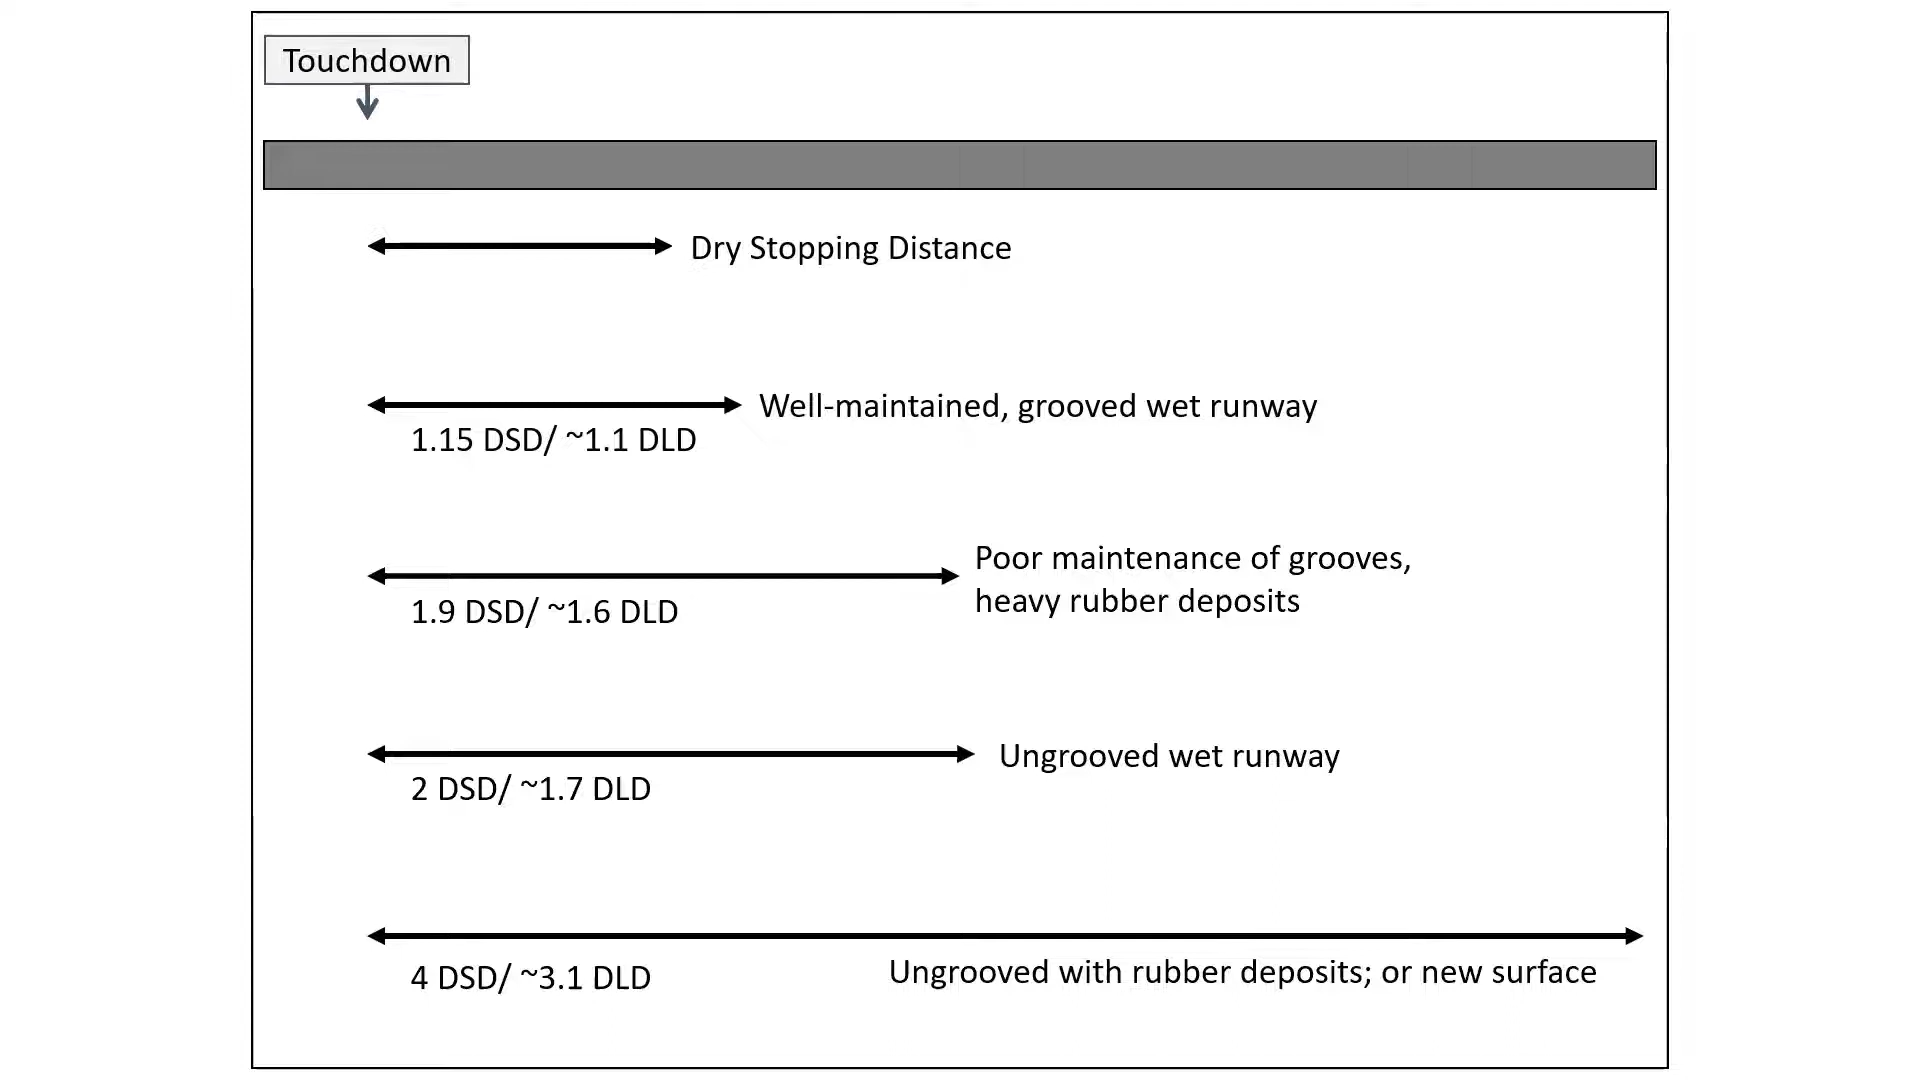 Touchdown
Dry Stopping Distance
Well-maintained, grooved wet runway
1.15 DSD/ ~1.1 DLD
Poor maintenance of grooves,
heavy rubber deposits
1.9 DSD/ ~1.6 DLD
Ungrooved wet runway
2 DSD/ ~1.7 DLD
Ungrooved with rubber deposits; or new surface
4 DSD/ ~3.1 DLD